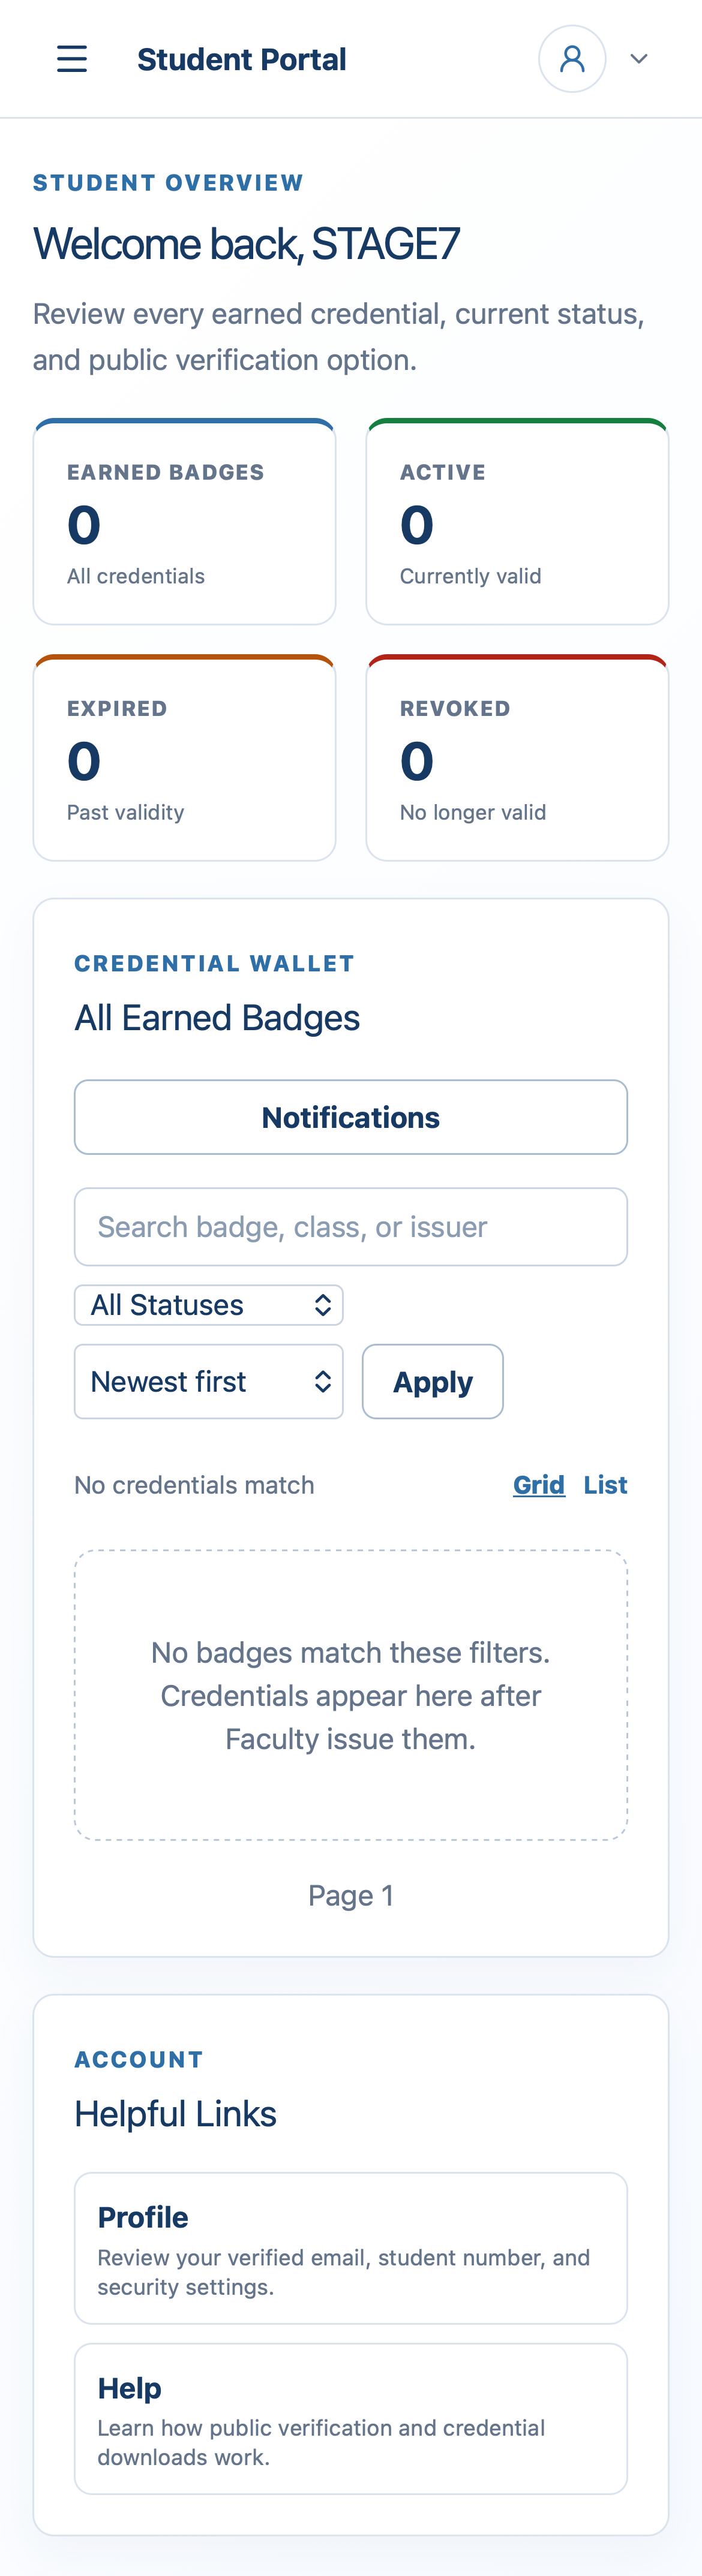 Student Portal
STUDENT OVERVIEW
Welcome back, STAGE7
Review every earned credential, current status,
and public verification option.
EARNED BADGES
0
All credentials
ACTIVE
0
Currently valid
EXPIRED
0
Past validity
REVOKED
0
No longer valid
CREDENTIAL WALLET
All Earned Badges
Notifications
Search badge, class, or issuer
All Statuses
Newest first
Apply
No credentials match
Grid
List
No badges match these filters.
Credentials appear here after
Faculty issue them.
Page 1
ACCOUNT
Helpful Links
Profile
Review your verified email, student number, and
security settings.
Help
Learn how public verification and credential
downloads work.